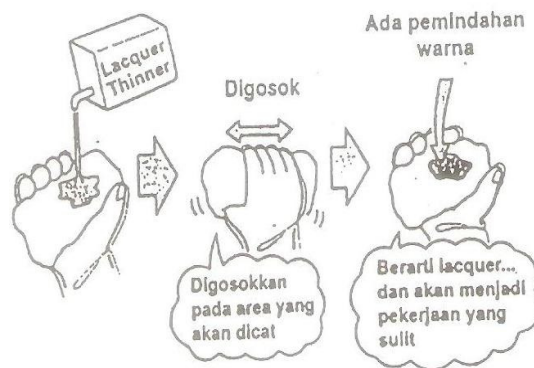 Lacquer
Thinner
Digosok
Ada pemindahan
warna
Digosokkan
pada area yang
akan dicat
Berarti lacquer...
dan akan menjadi
pekerjaan yang
sulit